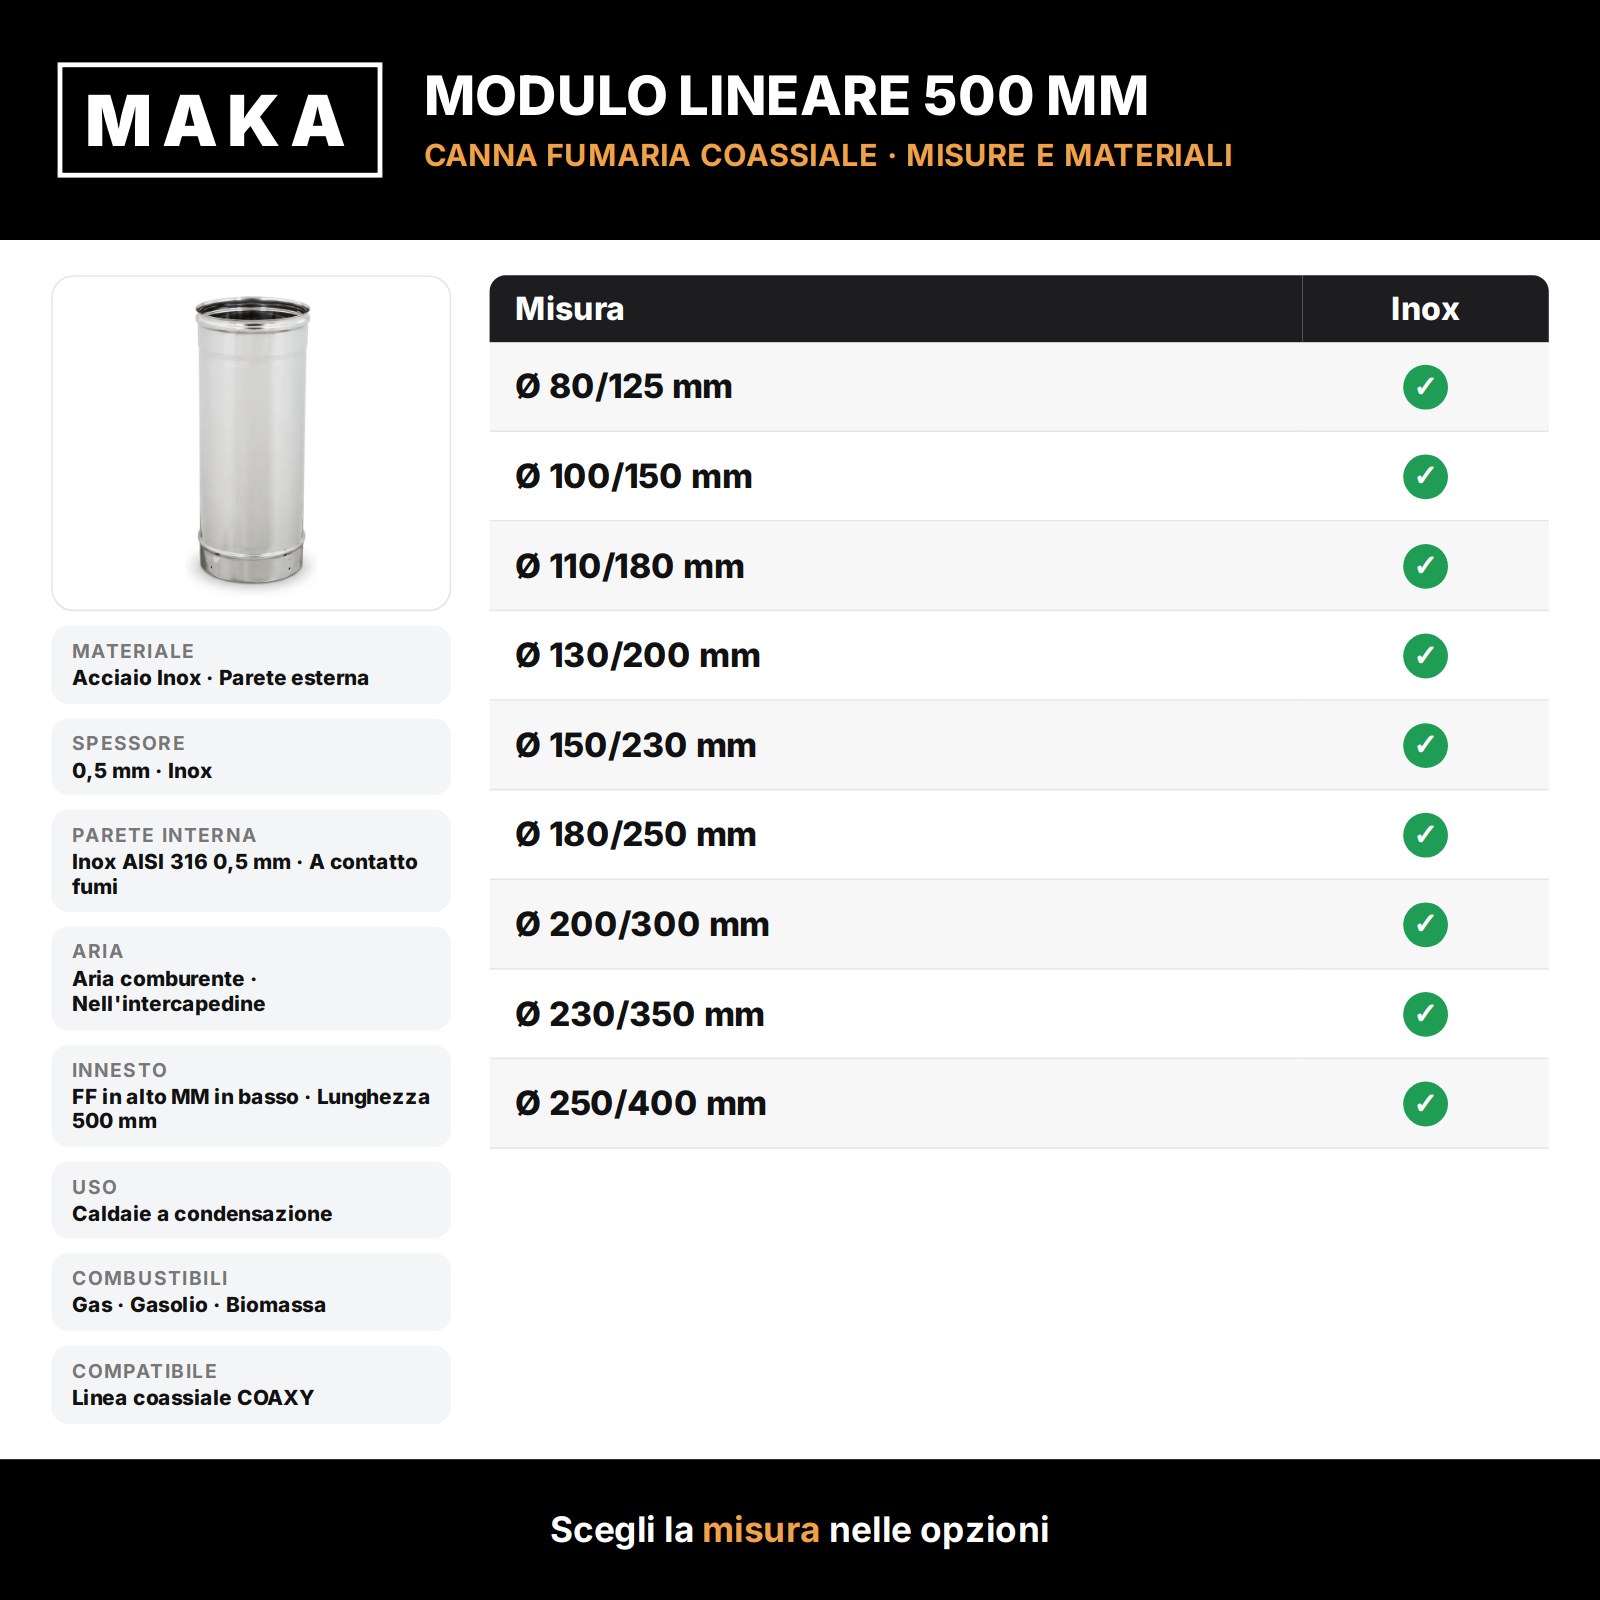 MAKA
MODULO LINEARE 500 MM
CANNA FUMARIA COASSIALE · MISURE E MATERIALI
MATERIALE
Acciaio Inox · Parete esterna
SPESSORE
0,5 mm · Inox
PARETE INTERNA
Inox AISI 316 0,5 mm · A contatto
fumi
ARIA
Aria comburente ·
Nell'intercapedine
INNESTO
FF in alto MM in basso · Lunghezza
500 mm
USO
Caldaie a condensazione
COMBUSTIBILI
Gas · Gasolio · Biomassa
COMPATIBILE
Linea coassiale COAXY
Misura Inox
Ø 80/125 mm ✓
Ø 100/150 mm ✓
Ø 110/180 mm ✓
Ø 130/200 mm ✓
Ø 150/230 mm ✓
Ø 180/250 mm ✓
Ø 200/300 mm ✓
Ø 230/350 mm ✓
Ø 250/400 mm ✓
Scegli la misura nelle opzioni